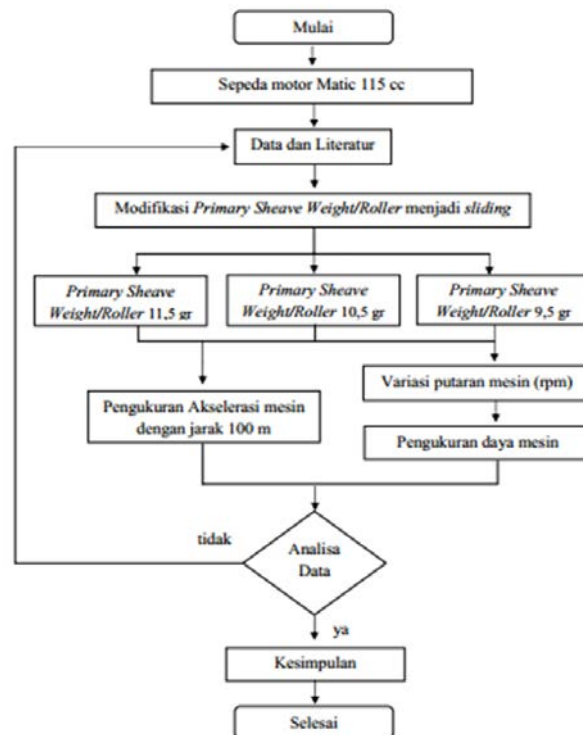 Mulai
Sepeda motor Matic 115 cc
Data dan Literatur
Modifikasi Primary Sheave Weight/Roller menjadi sliding
Primary Sheave
Weight/Roller 11,5 gr
Primary Sheave
Weight/Roller 10,5 gr
Primary Sheave
Weight/Roller 9,5 gr
Pengukuran Akselerasi mesin
dengan jarak 100 m
Variasi putaran mesin (rpm)
Pengukuran daya mesin
tidak
Analisa
Data
ya
Kesimpulan
Selesai